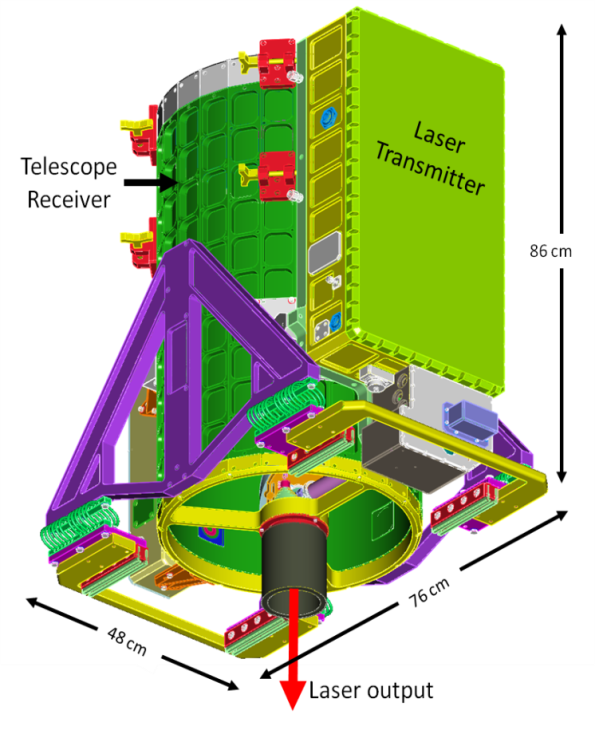 Laser
Transmitter
Telescope
Receiver
86 cm
76 cm
48 cm
Laser output